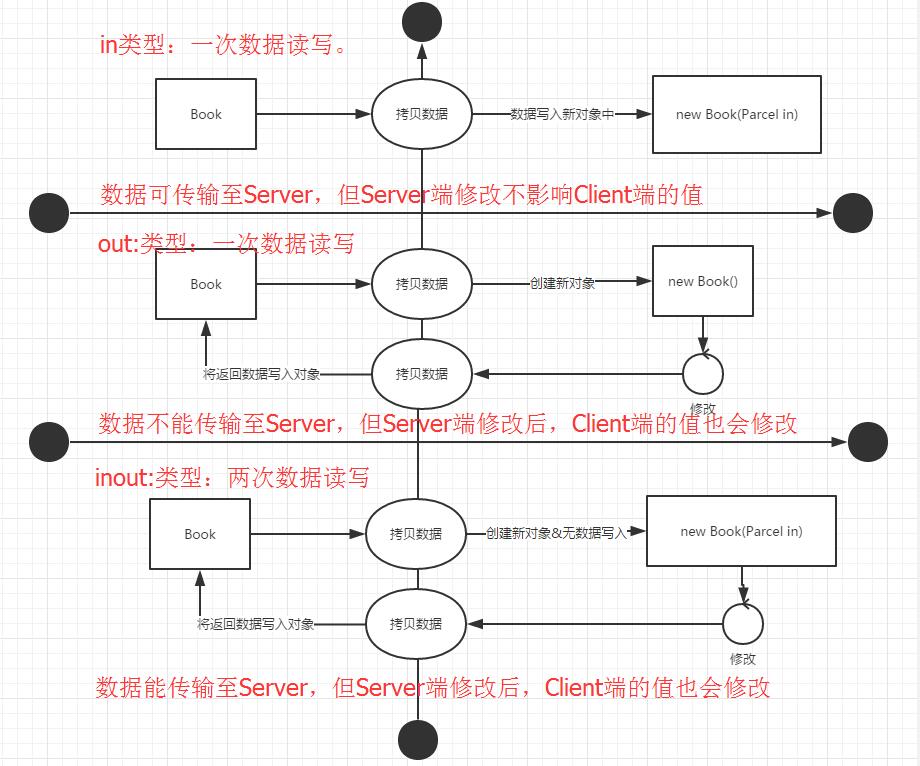 in类型：一次数据读写。
Book
拷贝数据
数据写入新对象中
new Book(Parcel in)
数据可传输至Server，但Server端修改不影响Client端的值
out:类型：一次数据读写
Book
拷贝数据
创建新对象
new Book()
将返回数据写入对象
拷贝数据
修改
数据不能传输至Server，但Server端修改后，Client端的值也会修改
inout:类型：两次数据读写
Book
拷贝数据
创建新对象&无数据写入
new Book(Parcel in)
将返回数据写入对象
拷贝数据
修改
数据能传输至Server，但Server端修改后，Client端的值也会修改